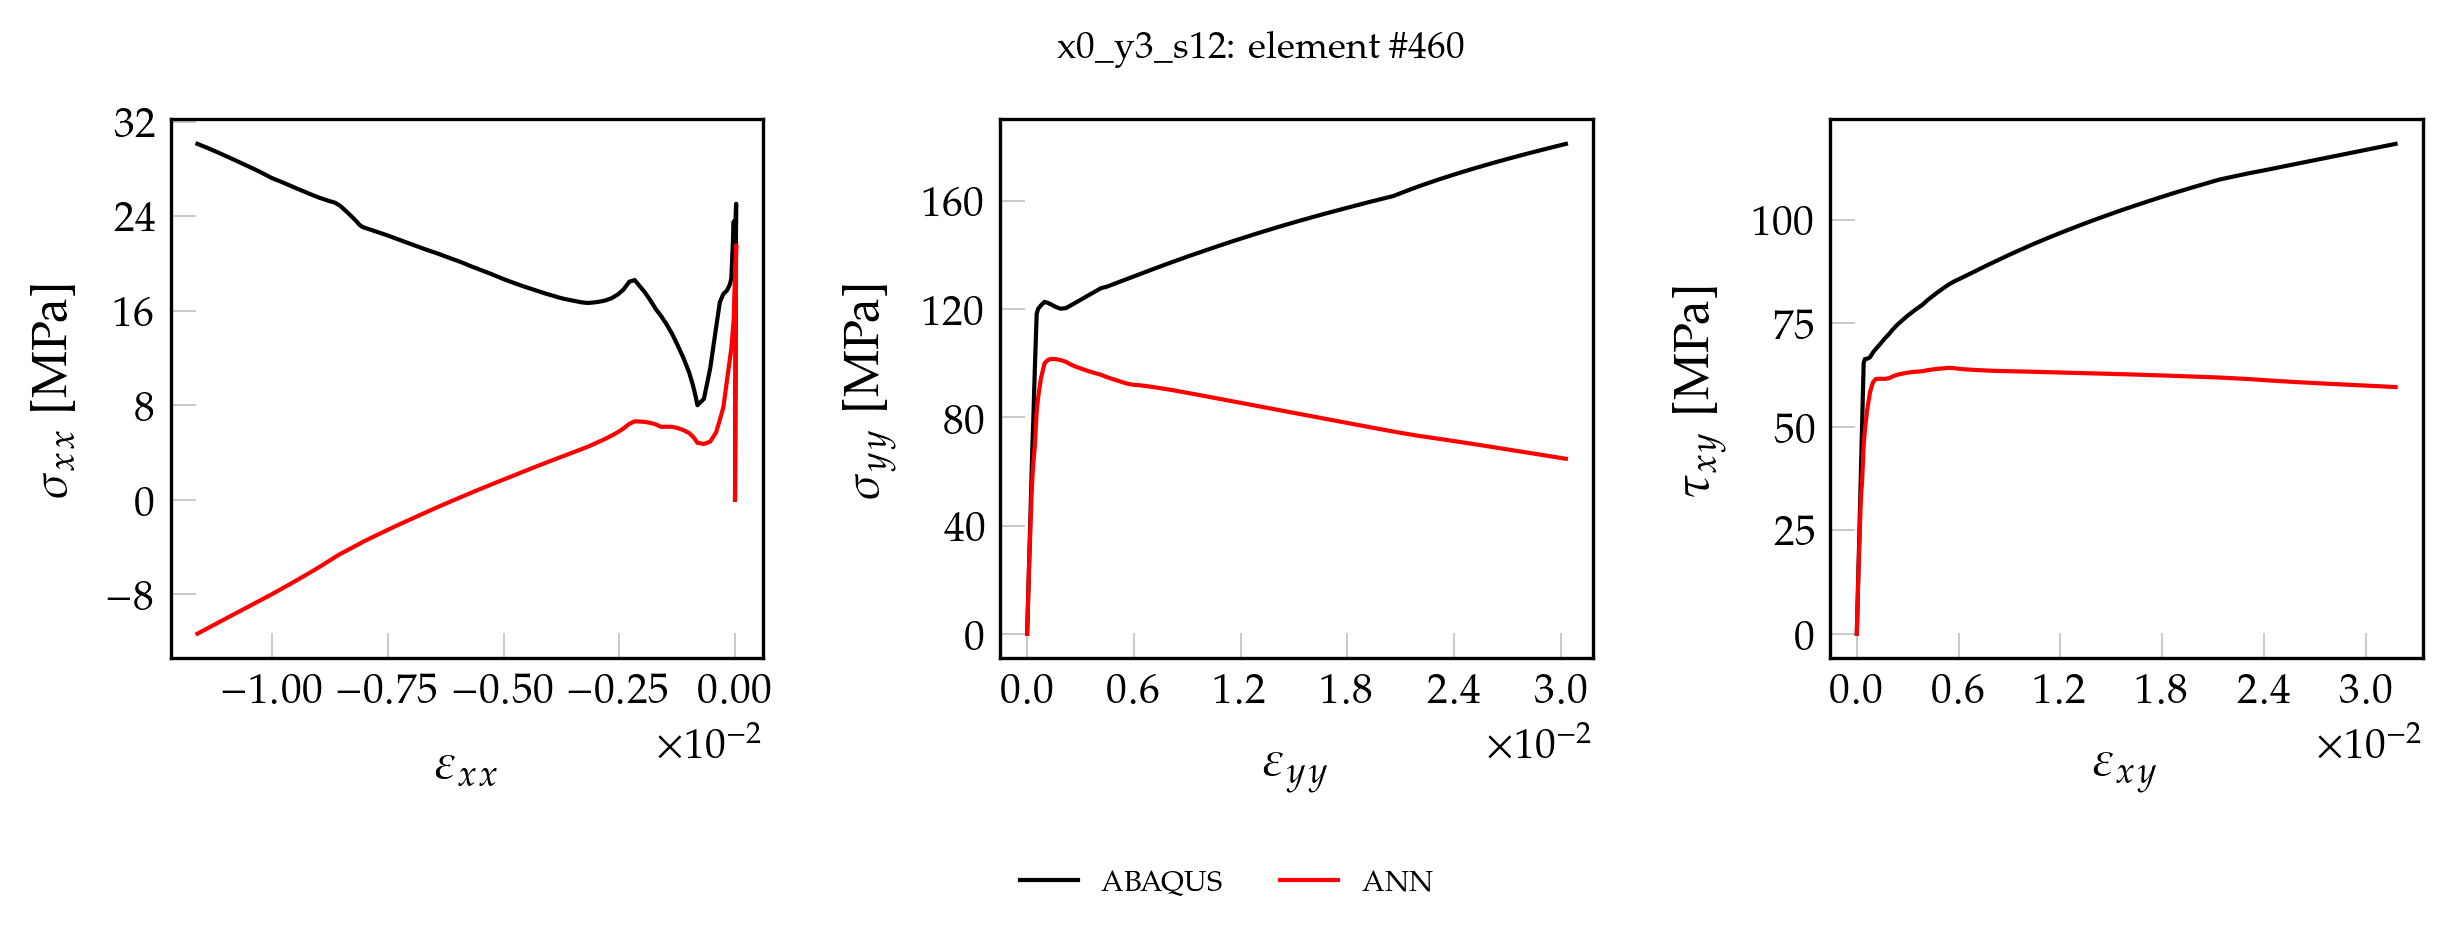 x0_y3_s12: element #460
32
24
16
8
0
−8
σxx [MPa]
−1.00 −0.75 −0.50 −0.25 0.00
×10−2
εxx
160
120
80
40
0
σyy [MPa]
0.0 0.6 1.2 1.8 2.4 3.0
×10−2
εyy
100
75
50
25
0
τxy [MPa]
0.0 0.6 1.2 1.8 2.4 3.0
×10−2
εxy
ABAQUS ANN